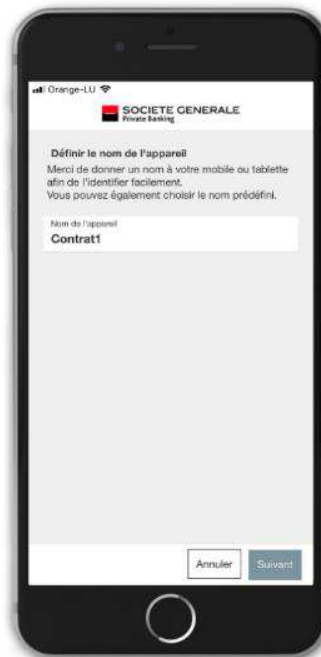 Orange-LU
SOCIETE GENERALE
Private Banking
Définir le nom de l'appareil
Merci de donner un nom à votre mobile ou tablette
afin de l'identifier facilement.
Vous pouvez également choisir le nom prédéfini.
Nom de l'appareil
Contrat1
Annuler
Suivant